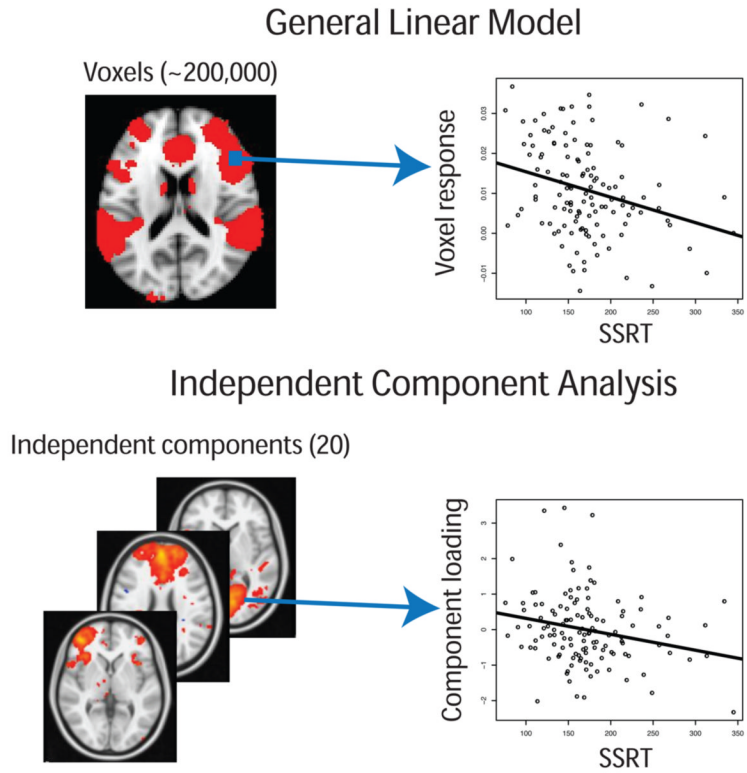 General Linear Model
Voxels (~200,000)
Voxel response
0.03
0.02
0.01
0.00
-0.01
100 150 200 250 300 350
SSRT
Independent Component Analysis
Independent components (20)
Component loading
3
2
1
0
-1
-2
100 150 200 250 300 350
SSRT